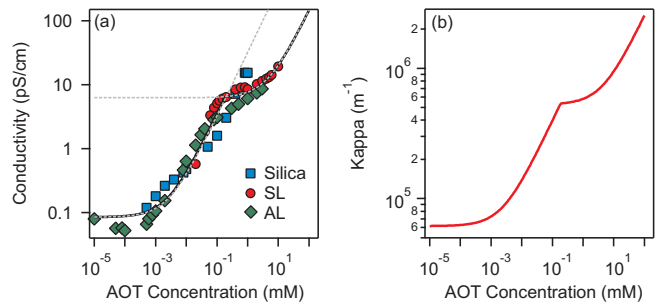 (a)
Conductivity (pS/cm)
100
10
1
0.1
Silica
SL
AL
10^-5
10^-3
10^-1
10^1
AOT Concentration (mM)
(b)
Kappa (m^-1)
6
4
2
10^6
8
6
4
2
10^5
8
6
10^-5
10^-3
10^-1
10^1
AOT Concentration (mM)